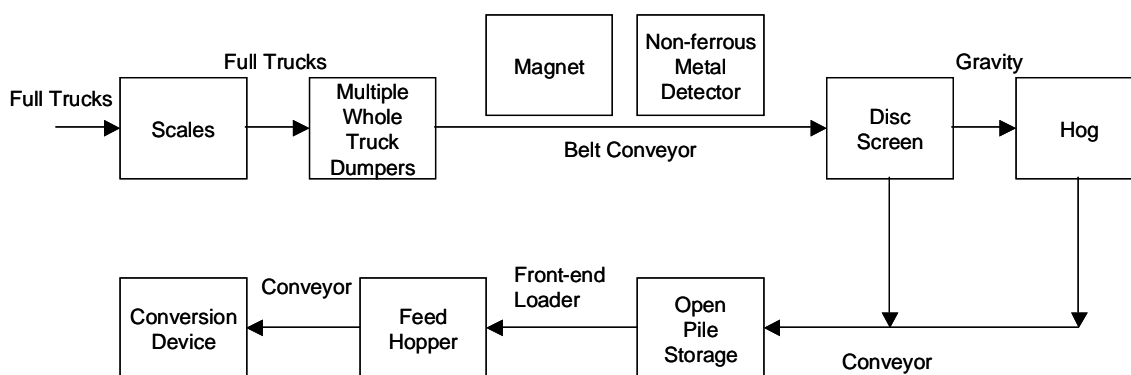 Full Trucks
Scales
Full Trucks
Multiple
Whole
Truck
Dumpers
Magnet
Non-ferrous
Metal
Detector
Belt Conveyor
Disc
Screen
Gravity
Hog
Conveyor
Open
Pile
Storage
Front-end
Loader
Feed
Hopper
Conveyor
Conversion
Device